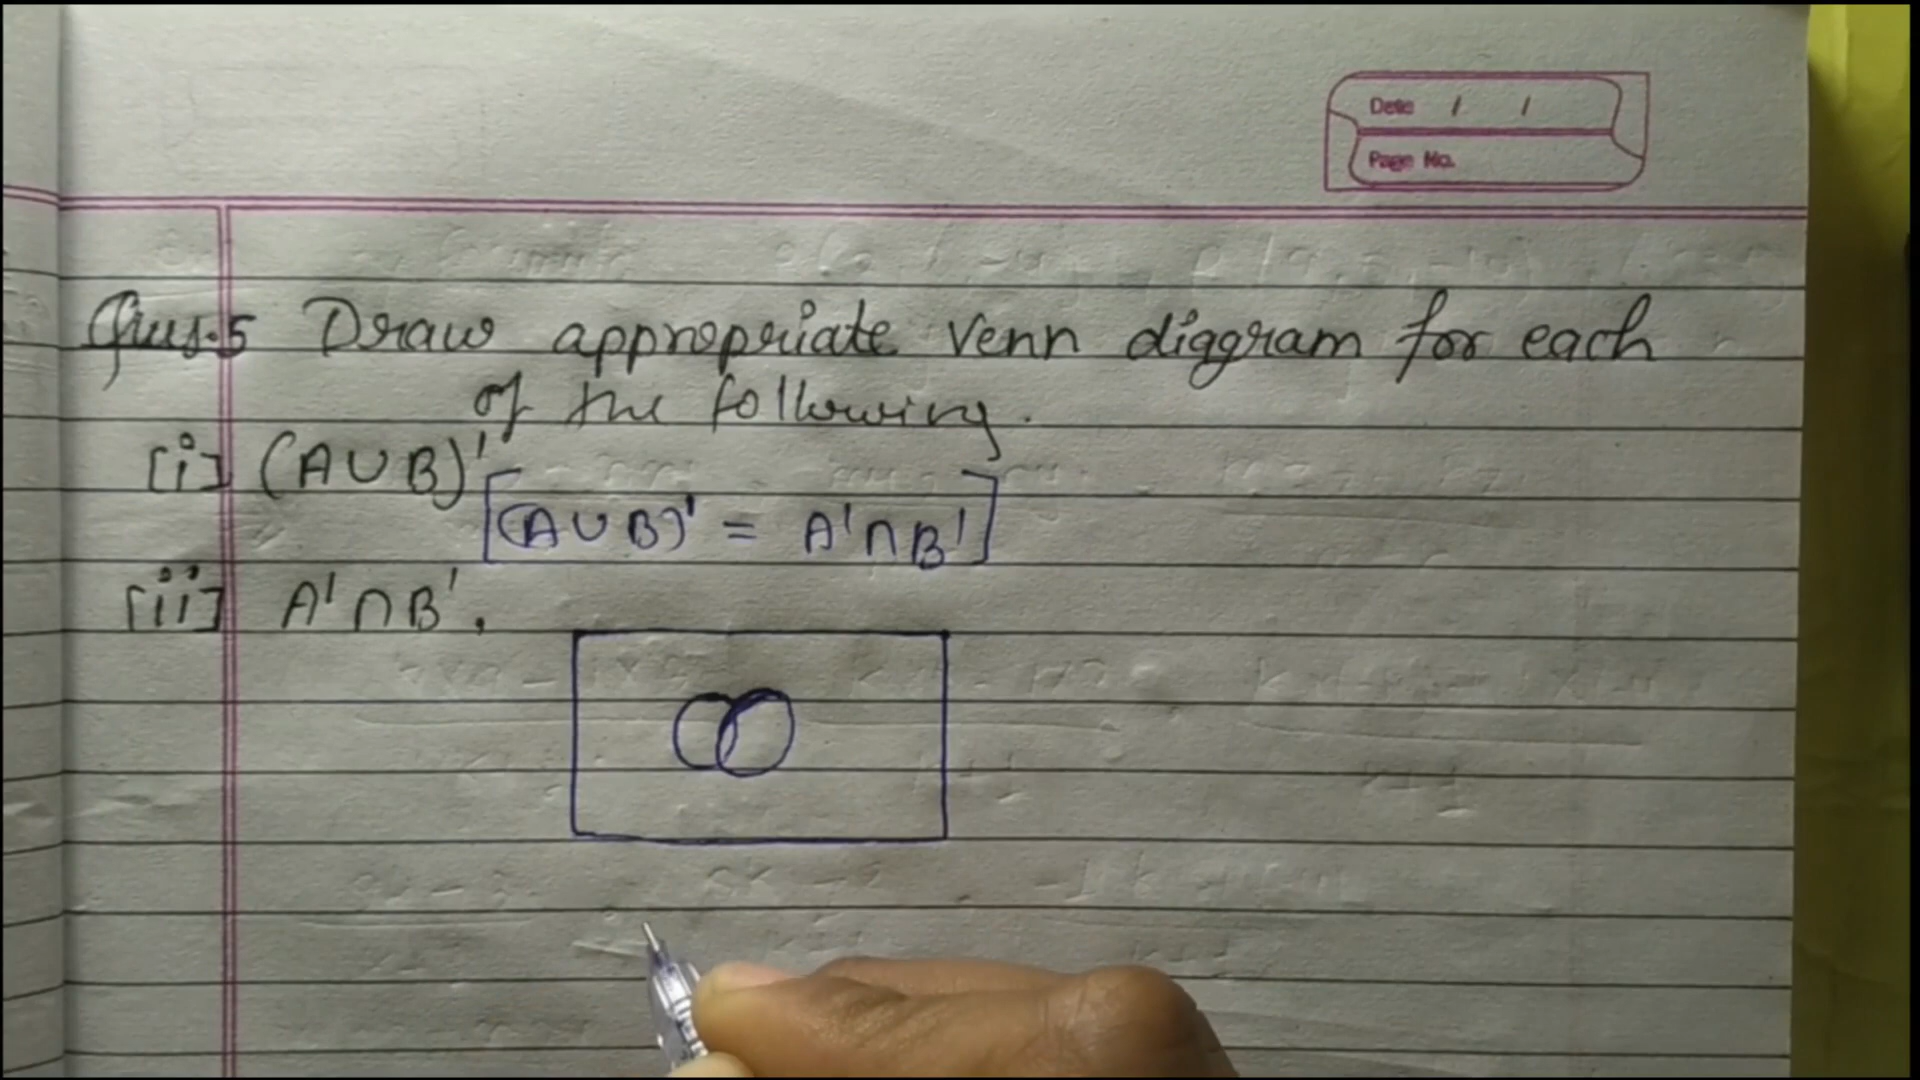 Date / /
Page No.
Ques.5 Draw appropriate Venn diagram for each
of the following.
[i] (A∪B)'
[(A∪B)' = A'∩B']
[ii] A'∩B'.